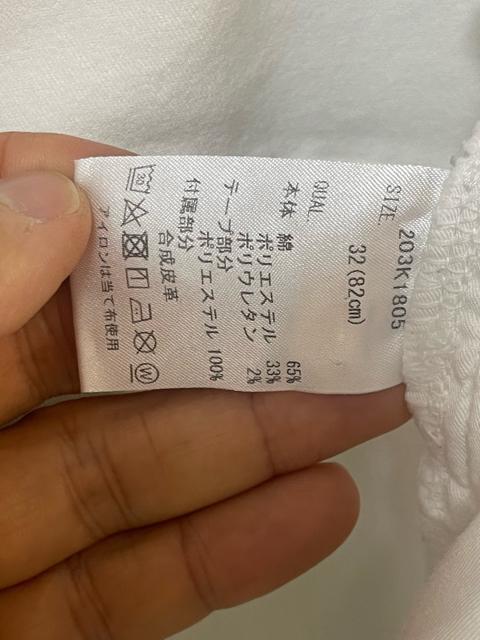 203K1805
SIZE
32(82cm)
QUAL
本体 綿 65%
ポリエステル 33%
ポリウレタン 2%
テープ部分
ポリエステル 100%
付属部分
合成皮革
30
W
アイロンは当て布使用